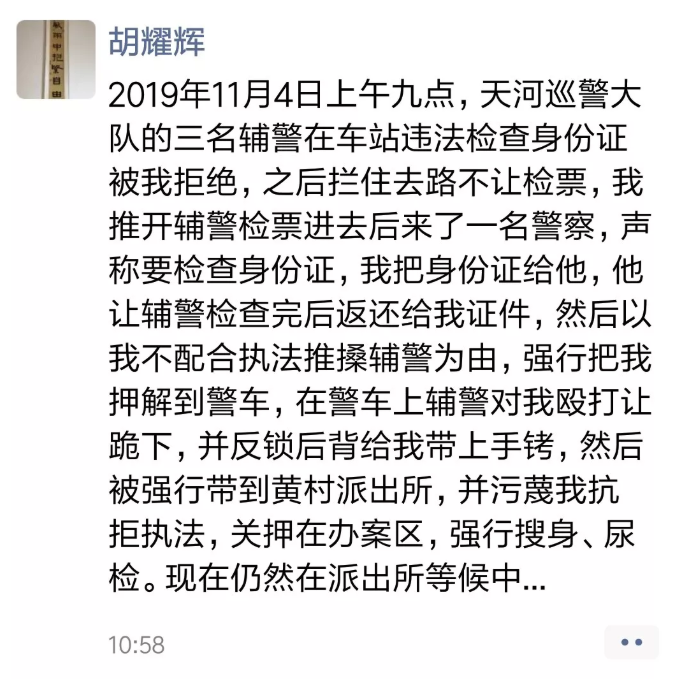 胡耀辉
2019年11月4日上午九点，天河巡警大
队的三名辅警在车站违法检查身份证
被我拒绝，之后拦住去路不让检票，我
推开辅警检票进去后来了一名警察，声
称要检查身份证，我把身份证给他，他
让辅警检查完后返还给我证件，然后以
我不配合执法推搡辅警为由，强行把我
押解到警车，在警车上辅警对我殴打让
跪下，并反锁后背给我带上手铐，然后
被强行带到黄村派出所，并污蔑我抗
拒执法，关押在办案区，强行搜身、尿
检。现在仍然在派出所等候中...
10:58